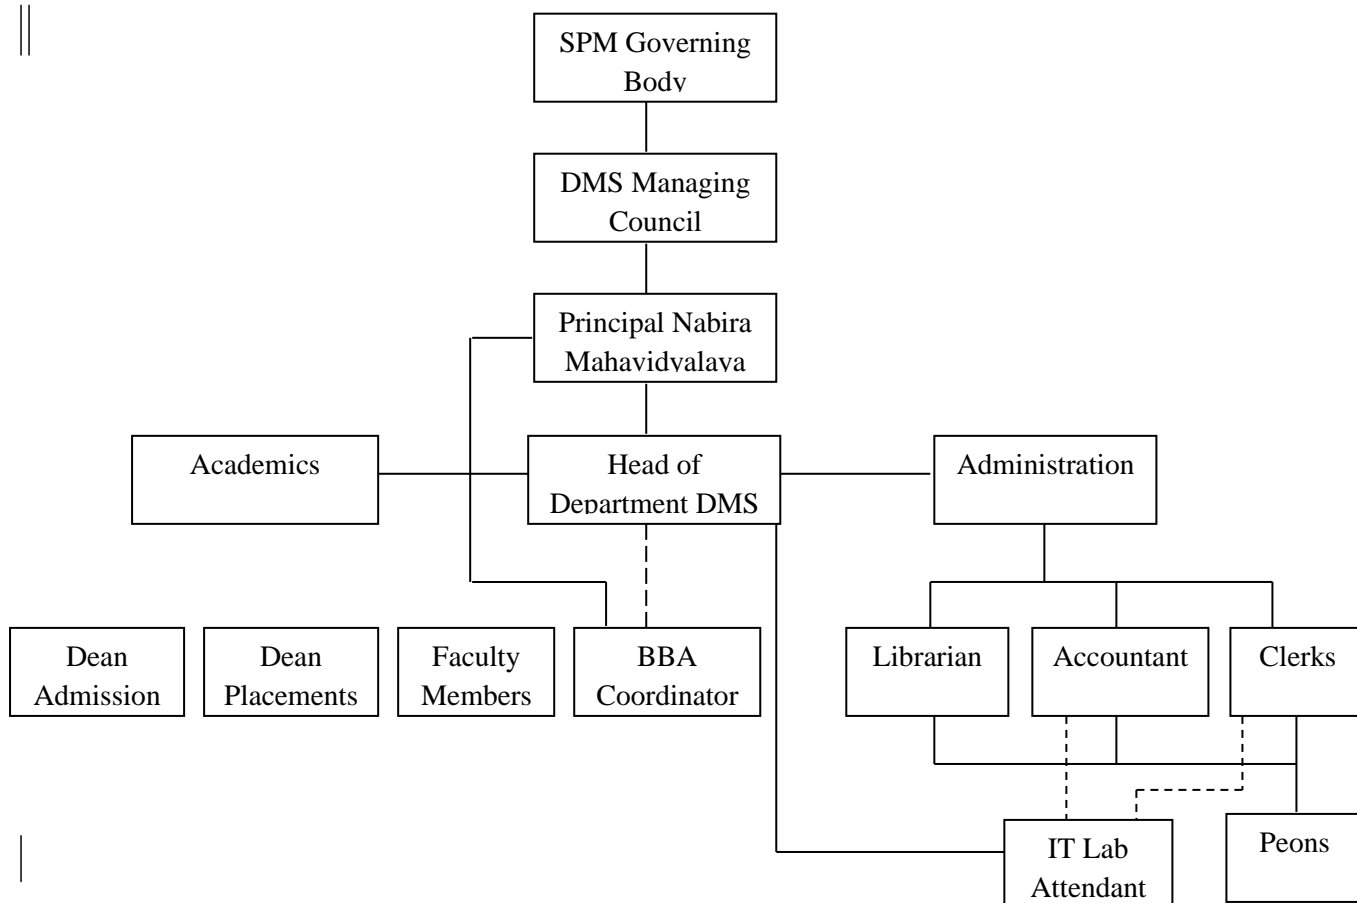 SPM Governing
Body
DMS Managing
Council
Principal Nabira
Mahavidyalaya
Academics
Head of
Department DMS
Administration
Dean
Admission
Dean
Placements
Faculty
Members
BBA
Coordinator
Librarian
Accountant
Clerks
IT Lab
Attendant
Peons